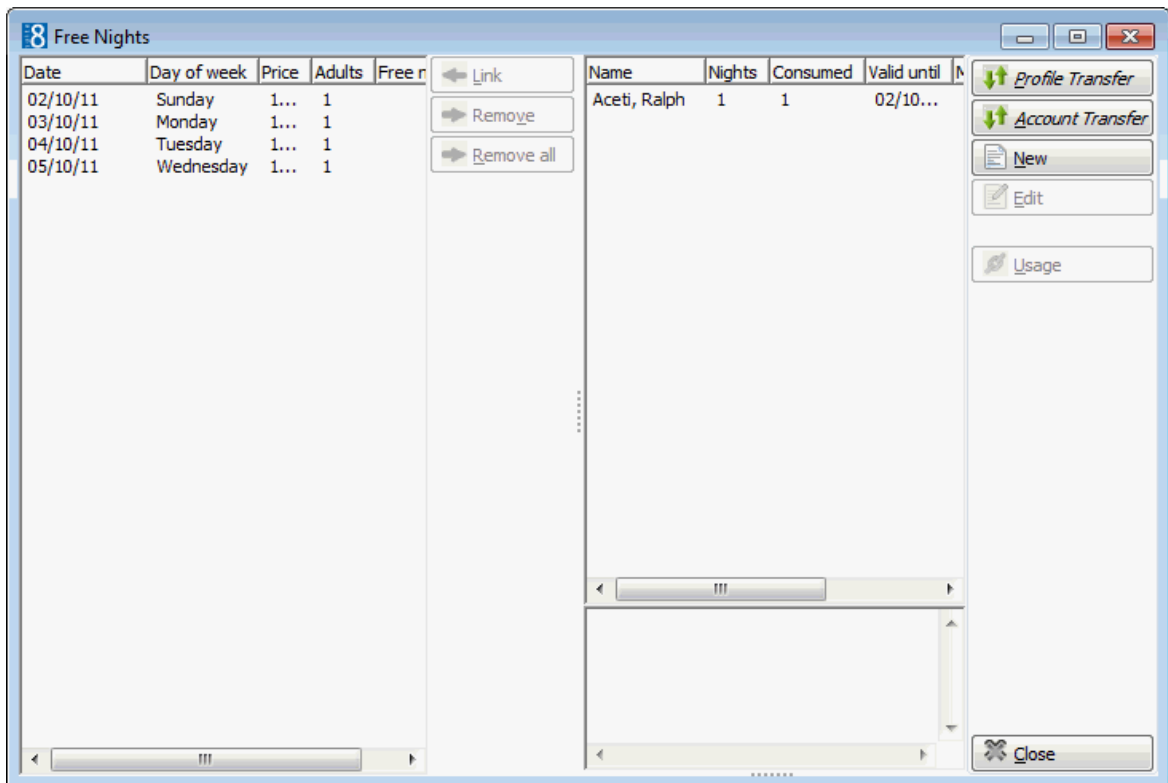 8 Free Nights
Date Day of week Price Adults Free n
02/10/11 Sunday 1... 1
03/10/11 Monday 1... 1
04/10/11 Tuesday 1... 1
05/10/11 Wednesday 1... 1
Link
Remove
Remove all
Name Nights Consumed Valid until
Aceti, Ralph 1 1 02/10...
Profile Transfer
Account Transfer
New
Edit
Usage
Close